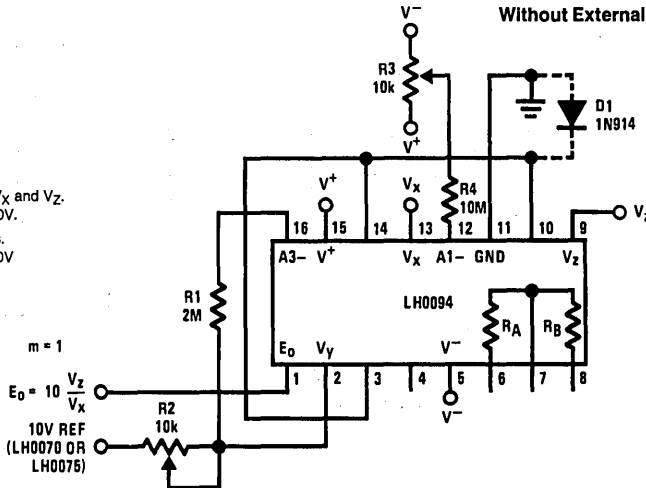 V−
Without External
R3
10k
V+
D1
1N914
VX and VZ.
0V.
s.
0V
V+
Vx
R4
10M
16 15 14 13 12 11 10 9
A3− V+ Vx A1− GND Vz
R1
2M
LH0094
RA RB
m = 1
Eo Vy V−
Eo = 10 Vz/Vx
1 2 3 4 5 6 7 8
V−
R2
10k
10V REF
(LH0070 OR
LH0075)